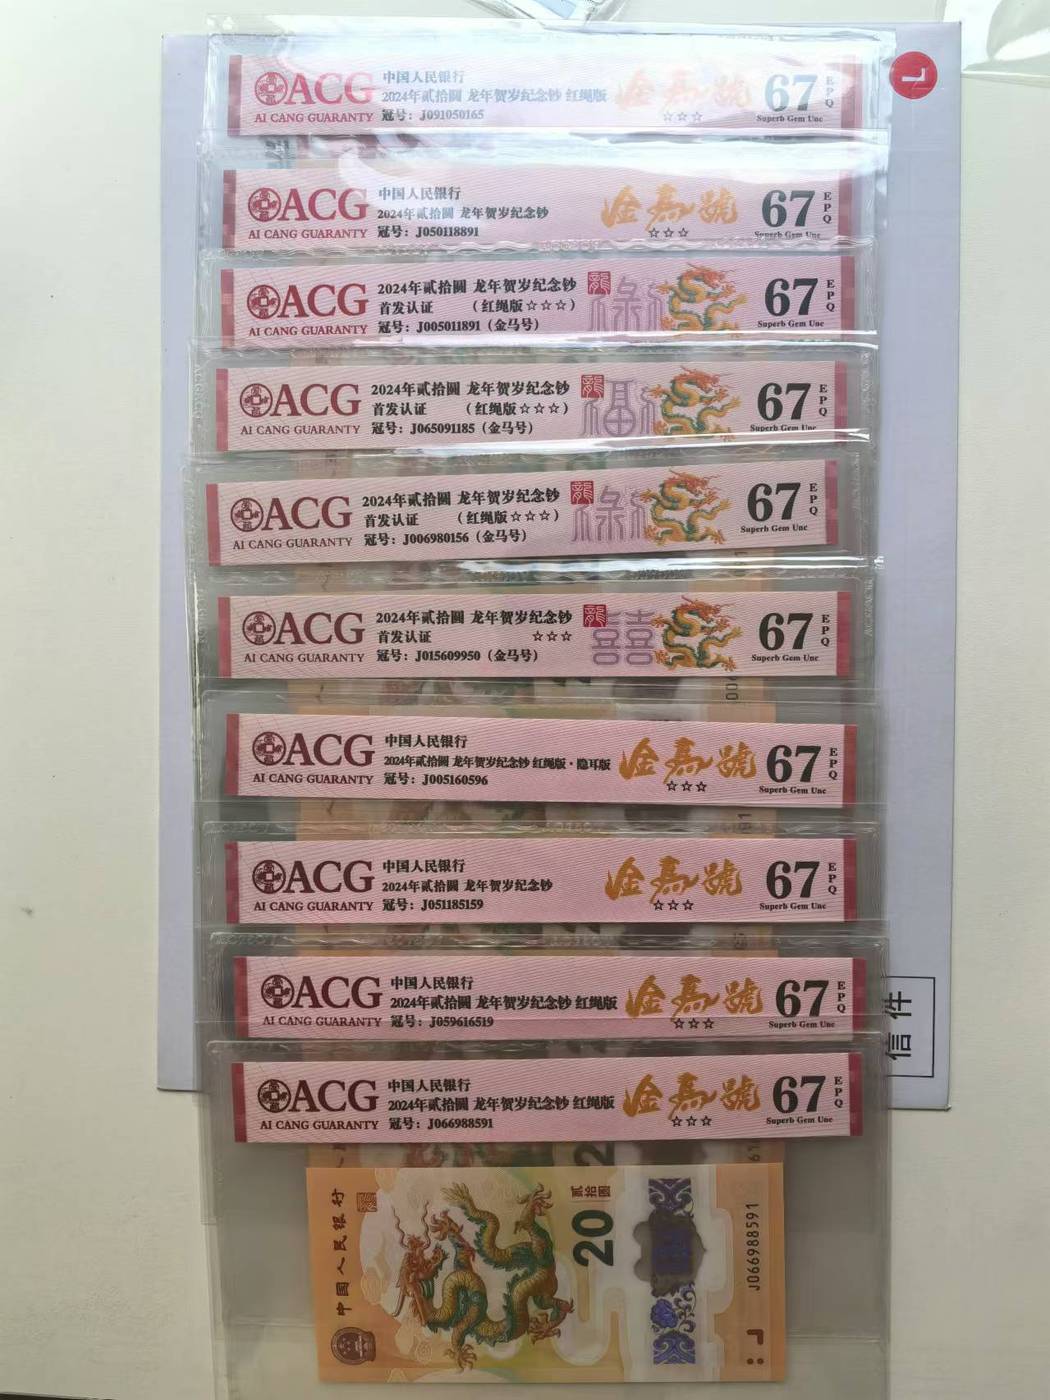 ACG
AI CANG GUARANTY
中国人民银行
2024年贰拾圆 龙年贺岁纪念钞 红绳版
冠号：J091050165
金馬號
☆☆☆
67
EPQ
Superb Gem Unc
ACG
AI CANG GUARANTY
中国人民银行
2024年贰拾圆 龙年贺岁纪念钞
冠号：J050118891
金馬號
☆☆☆
67
EPQ
Superb Gem Unc
ACG
AI CANG GUARANTY
2024年贰拾圆 龙年贺岁纪念钞
首发认证 （红绳版☆☆☆）
冠号：J005011891（金马号）
龍
禄
67
EPQ
Superb Gem Unc
ACG
AI CANG GUARANTY
2024年贰拾圆 龙年贺岁纪念钞
首发认证 （红绳版☆☆☆）
冠号：J065091185（金马号）
龍
福
67
EPQ
Superb Gem Unc
ACG
AI CANG GUARANTY
2024年贰拾圆 龙年贺岁纪念钞
首发认证 （红绳版☆☆☆）
冠号：J006980156（金马号）
龍
禄
67
EPQ
Superb Gem Unc
ACG
AI CANG GUARANTY
2024年贰拾圆 龙年贺岁纪念钞
首发认证 ☆☆☆
冠号：J015609950（金马号）
龍
囍
67
EPQ
Superb Gem Unc
ACG
AI CANG GUARANTY
中国人民银行
2024年贰拾圆 龙年贺岁纪念钞 红绳版·隐耳版
冠号：J005160596
金馬號
☆☆☆
67
EPQ
Superb Gem Unc
ACG
AI CANG GUARANTY
中国人民银行
2024年贰拾圆 龙年贺岁纪念钞
冠号：J051185159
金馬號
☆☆☆
67
EPQ
Superb Gem Unc
ACG
AI CANG GUARANTY
中国人民银行
2024年贰拾圆 龙年贺岁纪念钞 红绳版
冠号：J059616519
金馬號
☆☆☆
67
EPQ
Superb Gem Unc
信件
ACG
AI CANG GUARANTY
中国人民银行
2024年贰拾圆 龙年贺岁纪念钞 红绳版
冠号：J066988591
金馬號
☆☆☆
67
EPQ
Superb Gem Unc
中国人民银行
20
贰拾圆
J066988591